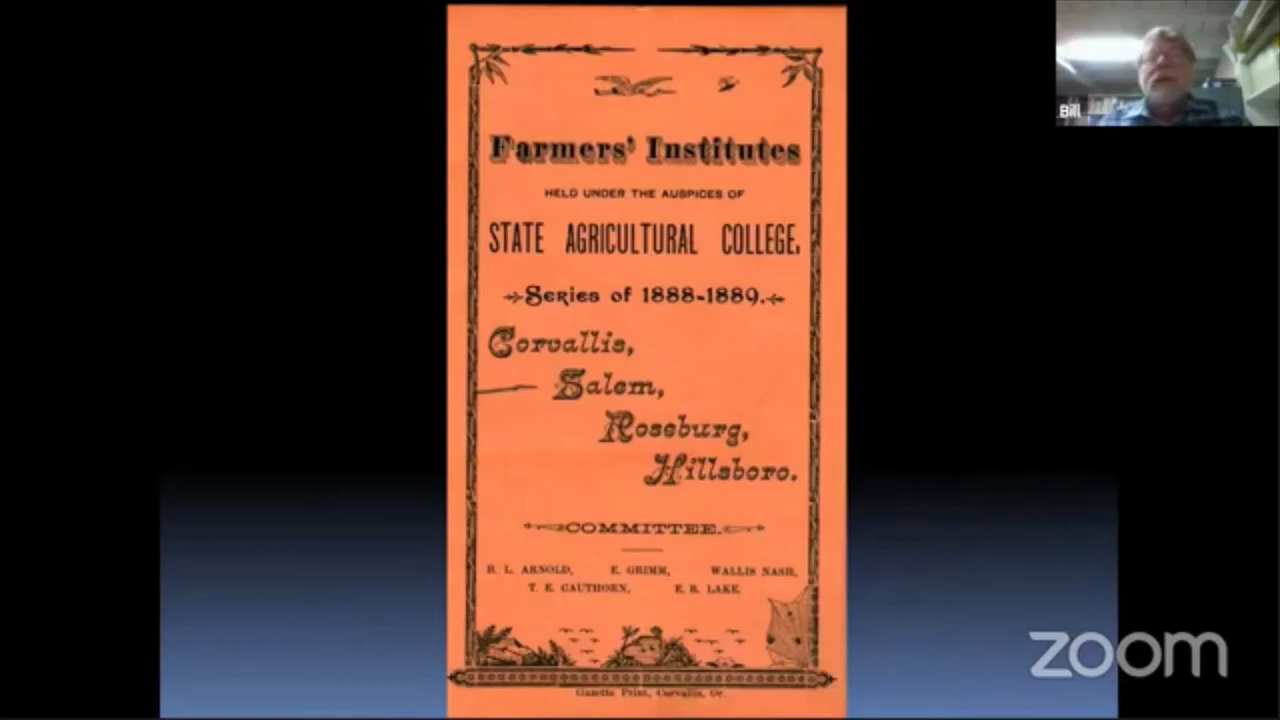 Farmers' Institutes
HELD UNDER THE AUSPICES OF
STATE AGRICULTURAL COLLEGE.
Series of 1888-1889.
Corvallis,
Salem,
Roseburg,
Hillsboro.
COMMITTEE.
B. L. ARNOLD, E. GRIMM, WALLIS NASH,
T. E. CAUTHORN, E. R. LAKE.
Gazette Print, Corvallis, Or.
Bill
zoom